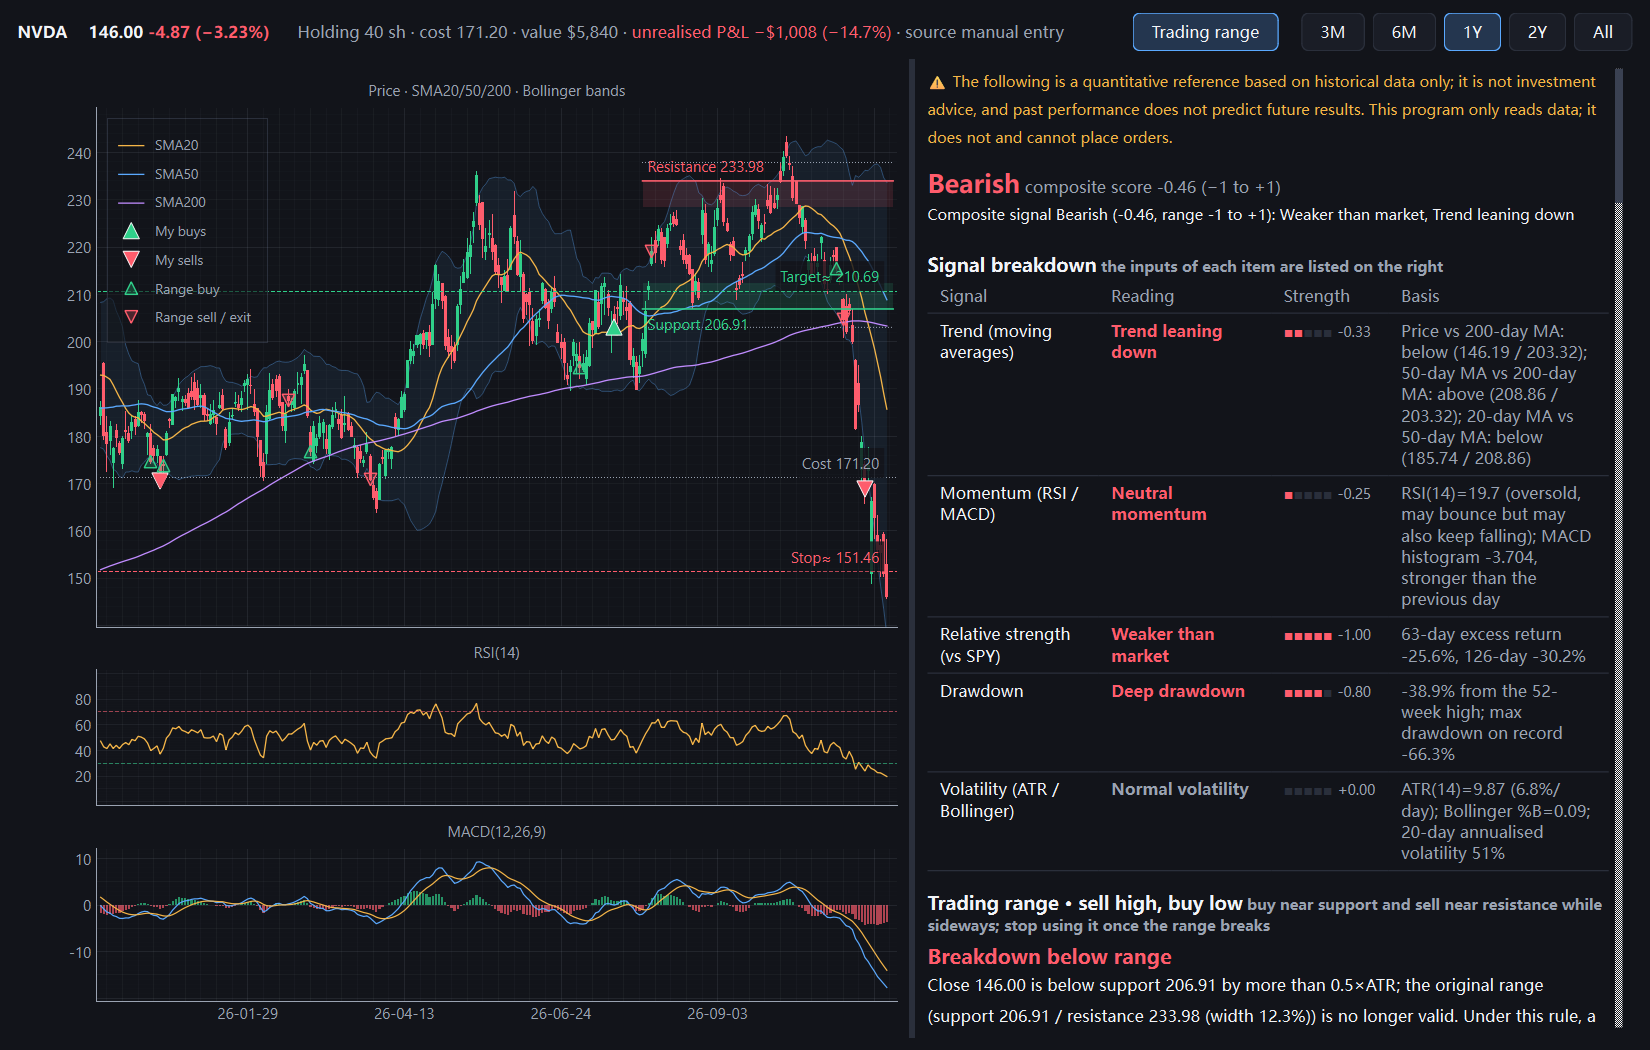 NVDA 146.00 -4.87 (−3.23%) Holding 40 sh · cost 171.20 · value $5,840 · unrealised P&L −$1,008 (−14.7%) · source manual entry Trading range 3M 6M 1Y 2Y All
Price · SMA20/50/200 · Bollinger bands
240
230
220
210
200
190
180
170
160
150
SMA20
SMA50
SMA200
My buys
My sells
Range buy
Range sell / exit
Resistance 233.98
Target≈ 210.69
Support 206.91
Cost 171.20
Stop≈ 151.46
RSI(14)
80
60
40
20
MACD(12,26,9)
10
0
-10
26-01-29 26-04-13 26-06-24 26-09-03
⚠ The following is a quantitative reference based on historical data only; it is not investment
advice, and past performance does not predict future results. This program only reads data; it
does not and cannot place orders.
Bearish composite score -0.46 (−1 to +1)
Composite signal Bearish (-0.46, range -1 to +1): Weaker than market, Trend leaning down
Signal breakdown the inputs of each item are listed on the right
Signal Reading Strength Basis
Trend (moving
averages)
Trend leaning
down
-0.33
Price vs 200-day MA:
below (146.19 / 203.32);
50-day MA vs 200-day
MA: above (208.86 /
203.32); 20-day MA vs
50-day MA: below
(185.74 / 208.86)
Momentum (RSI /
MACD)
Neutral
momentum
-0.25
RSI(14)=19.7 (oversold,
may bounce but may
also keep falling); MACD
histogram -3.704,
stronger than the
previous day
Relative strength
(vs SPY)
Weaker than
market
-1.00
63-day excess return
-25.6%, 126-day -30.2%
Drawdown
Deep drawdown
-0.80
-38.9% from the 52-
week high; max
drawdown on record
-66.3%
Volatility (ATR /
Bollinger)
Normal volatility
+0.00
ATR(14)=9.87 (6.8%/
day); Bollinger %B=0.09;
20-day annualised
volatility 51%
Trading range • sell high, buy low buy near support and sell near resistance while
sideways; stop using it once the range breaks
Breakdown below range
Close 146.00 is below support 206.91 by more than 0.5×ATR; the original range
(support 206.91 / resistance 233.98 (width 12.3%)) is no longer valid. Under this rule, a